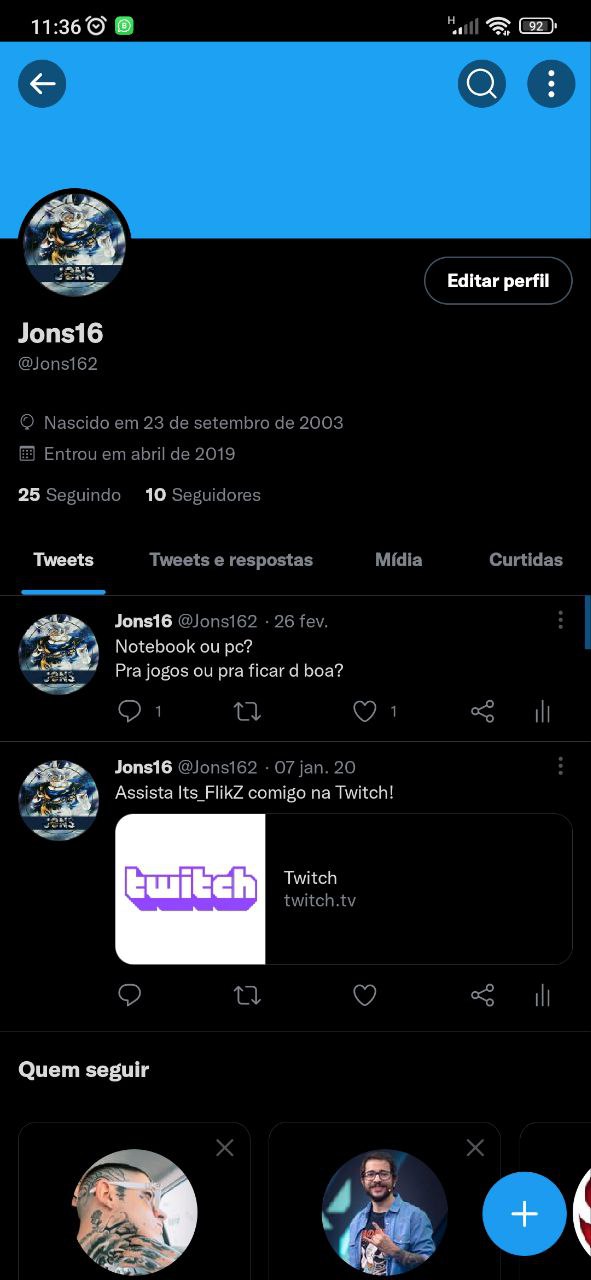 11:36
H
92
JONS
Editar perfil
Jons16
@Jons162
Nascido em 23 de setembro de 2003
Entrou em abril de 2019
25 Seguindo 10 Seguidores
Tweets Tweets e respostas Mídia Curtidas
Jons16 @Jons162 · 26 fev.
Notebook ou pc?
Pra jogos ou pra ficar d boa?
JONS
1 1
Jons16 @Jons162 · 07 jan. 20
Assista Its_FlikZ comigo na Twitch!
JONS
twitch
Twitch
twitch.tv
Quem seguir